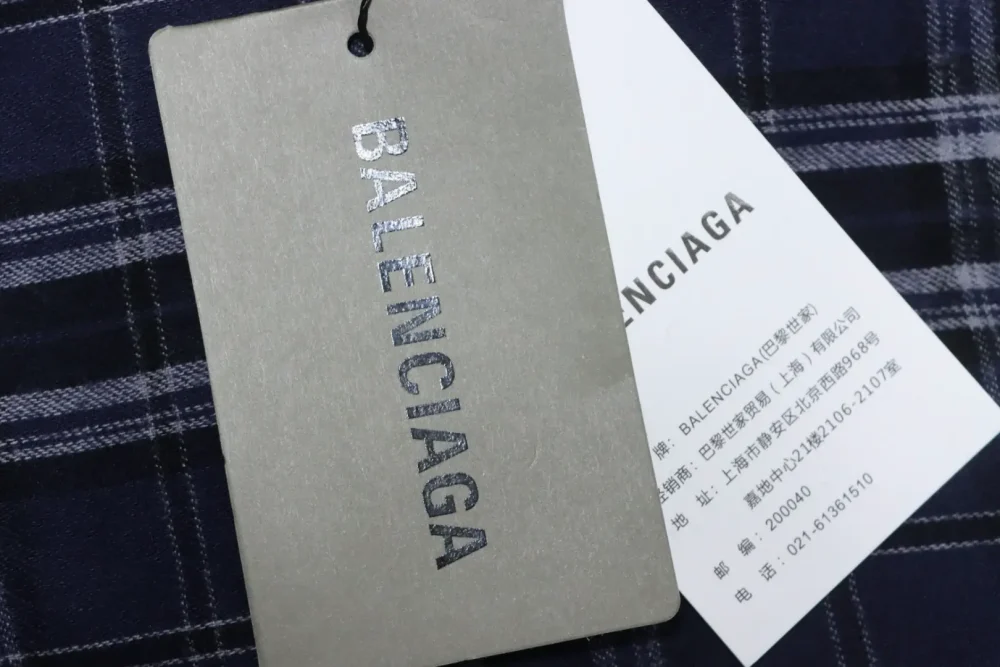 BALENCIAGA
ENCIAGA
牌：BALENCIAGA(巴黎世家)
经销商：巴黎世家贸易（上海）有限公司
地 址：上海市静安区北京西路968号
嘉地中心21楼2106-2107室
邮 编：200040
电 话：021-61361510